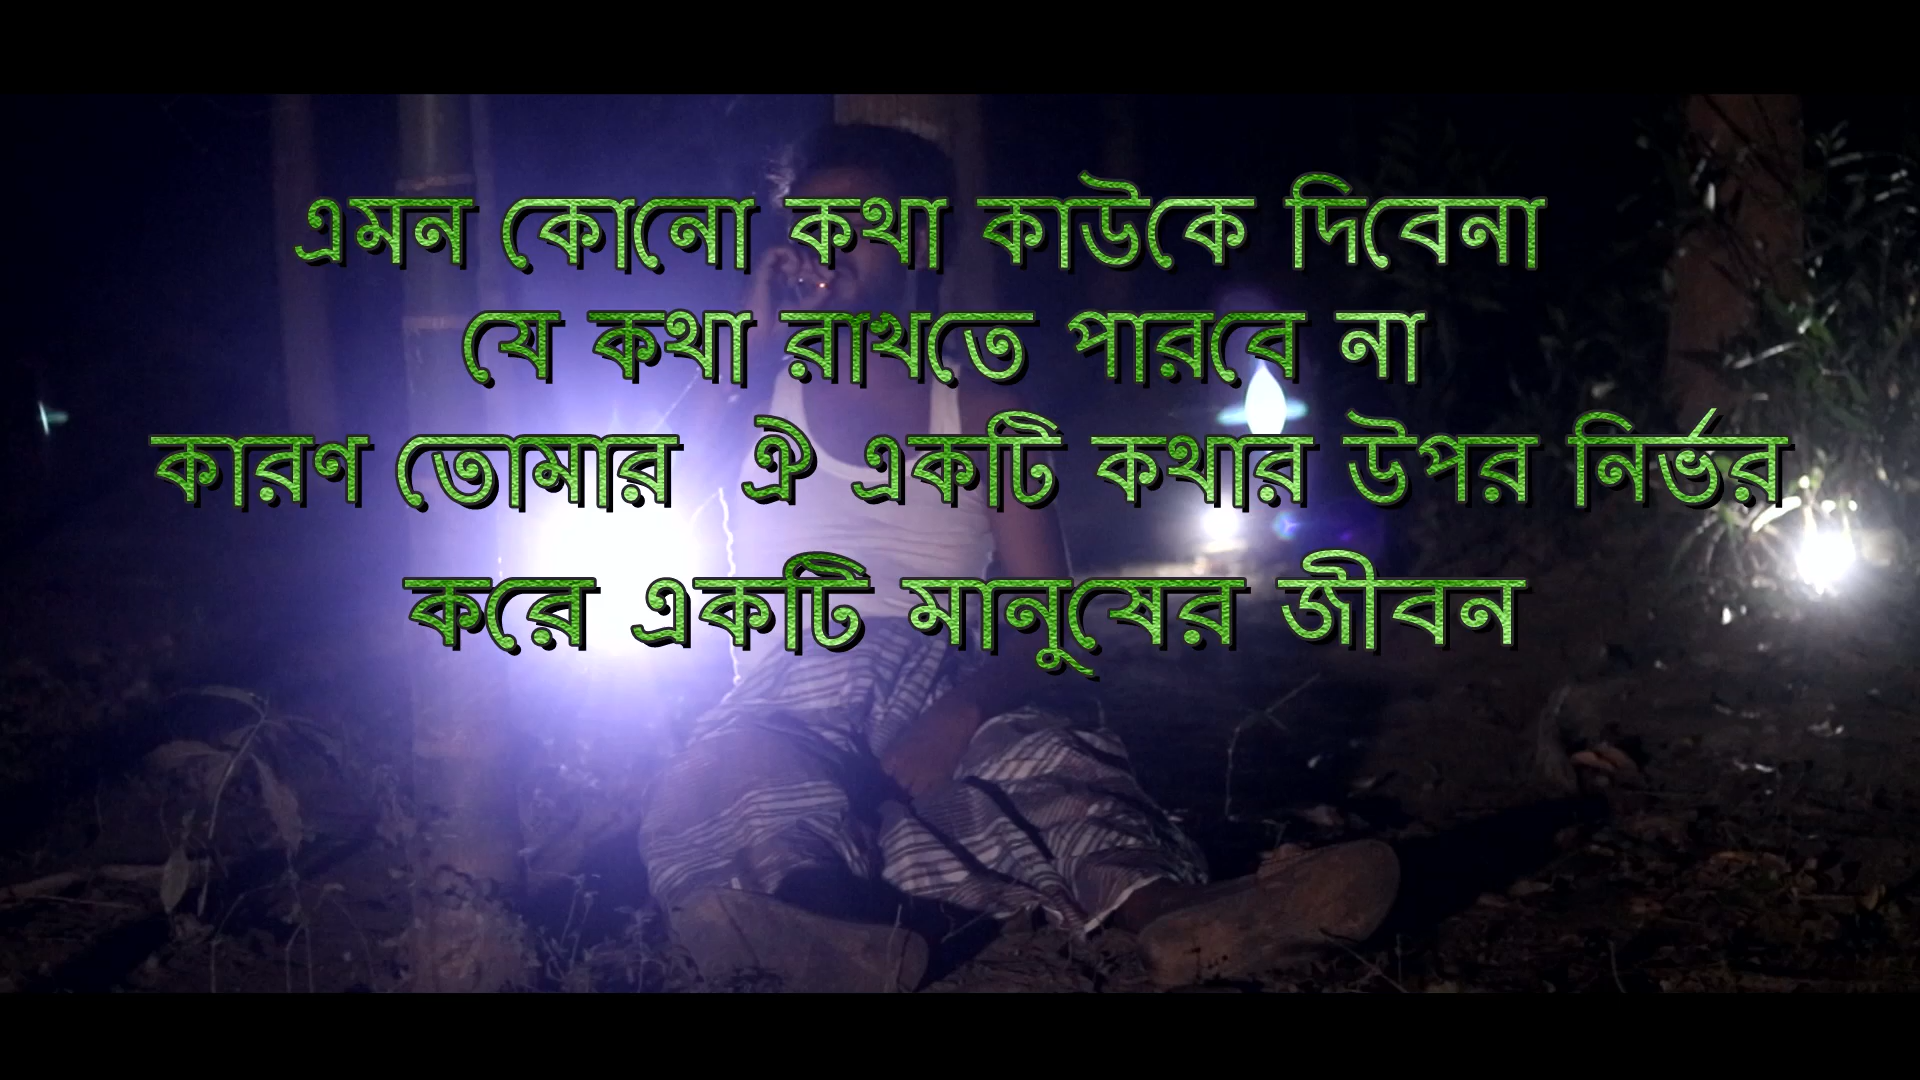 এমন কোনো কথা কাউকে দিবেনা
যে কথা রাখতে পারবে না
কারণ তোমার ঐ একটি কথার উপর নির্ভর
করে একটি মানুষের জীবন